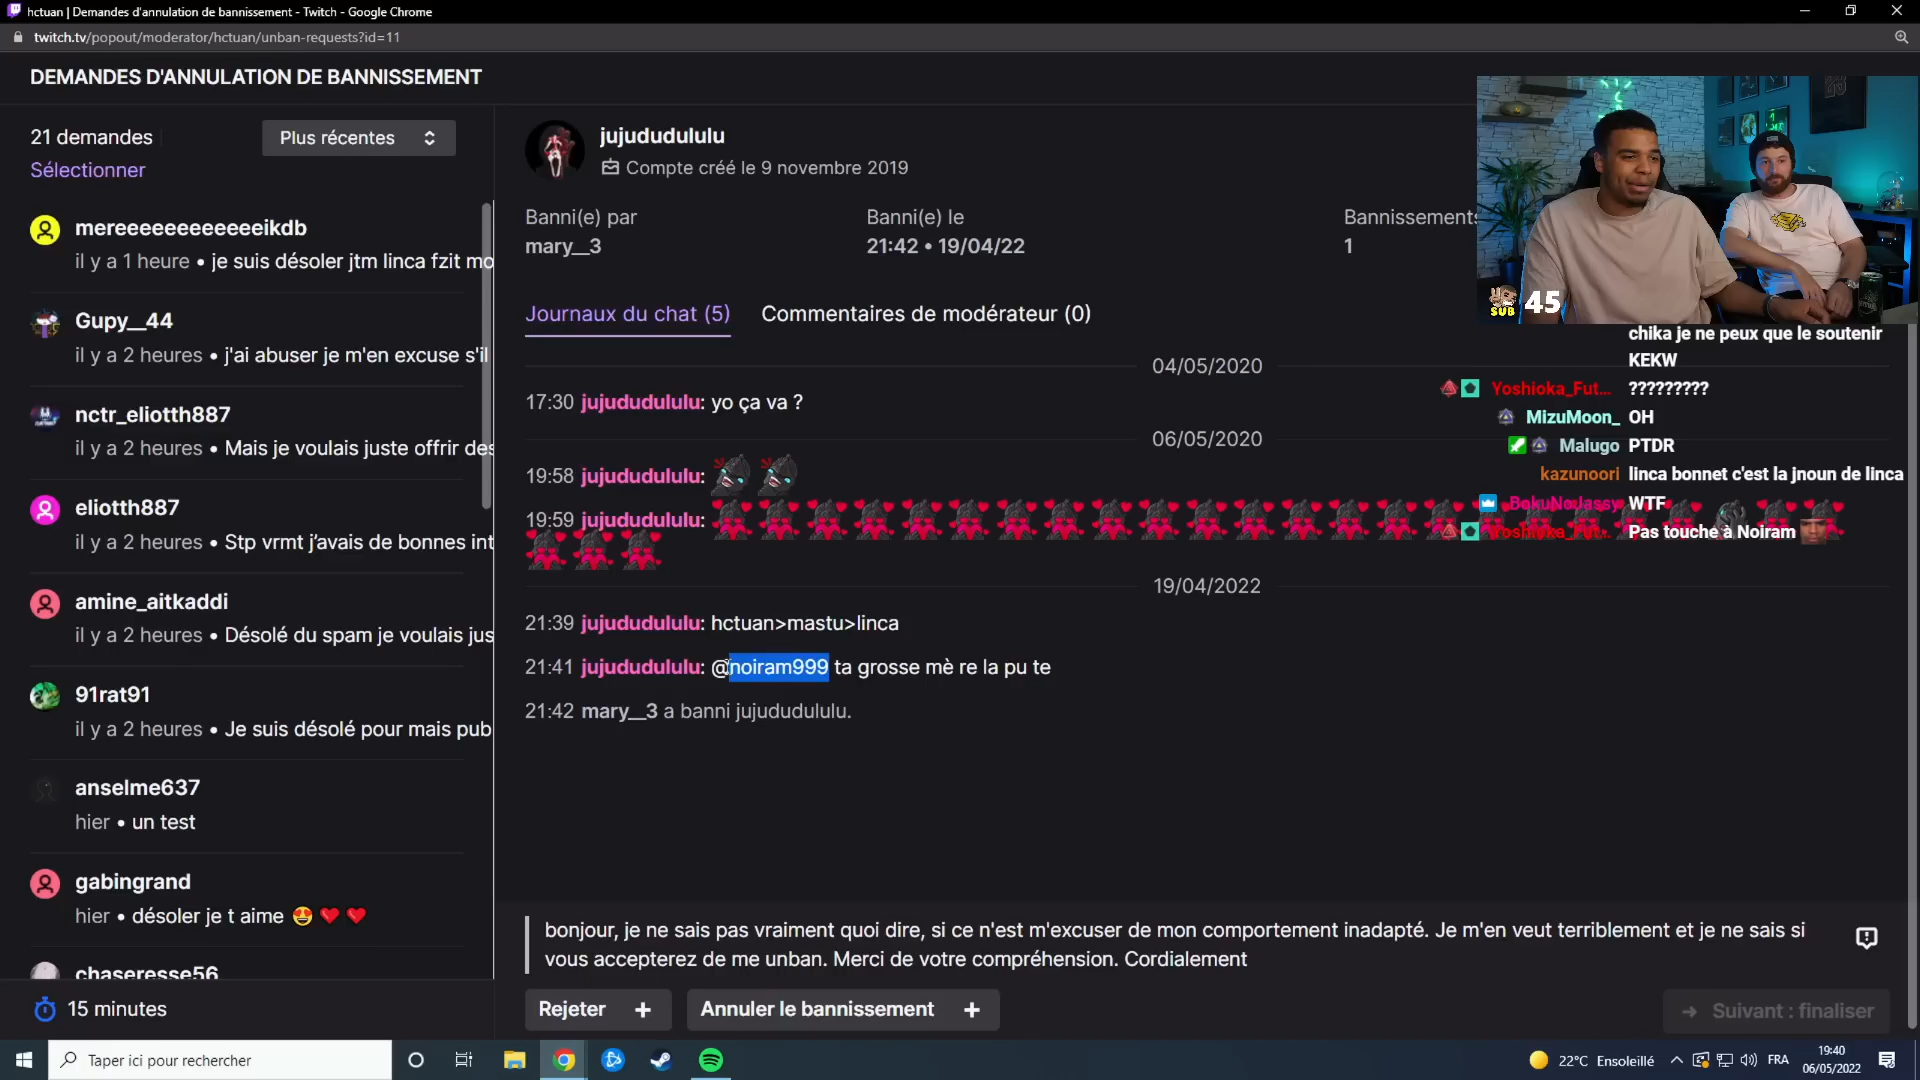 hctuan | Demandes d'annulation de bannissement - Twitch - Google Chrome
twitch.tv/popout/moderator/hctuan/unban-requests?id=11
DEMANDES D'ANNULATION DE BANNISSEMENT
21 demandes
Plus récentes
Sélectionner
mereeeeeeeeeeeeikdb
il y a 1 heure • je suis désoler jtm linca fzit mo
Gupy__44
il y a 2 heures • j'ai abuser je m'en excuse s'il
nctr_eliotth887
il y a 2 heures • Mais je voulais juste offrir des
eliotth887
il y a 2 heures • Stp vrmt j'avais de bonnes int
amine_aitkaddi
il y a 2 heures • Désolé du spam je voulais jus
91rat91
il y a 2 heures • Je suis désolé pour mais pub
anselme637
hier • un test
gabingrand
hier • désoler je t aime 😍 ❤️ ❤️
chaseresse56
15 minutes
jujududululu
Compte créé le 9 novembre 2019
Banni(e) par
mary__3
Banni(e) le
21:42 • 19/04/22
Bannissements
1
Journaux du chat (5)
Commentaires de modérateur (0)
04/05/2020
17:30 jujudududulu: yo ça va ?
06/05/2020
19:58 jujudududulu:
19:59 jujudududulu:
19/04/2022
21:39 jujudududulu: hctuan>mastu>linca
21:41 jujudududulu: @noiram999 ta grosse mè re la pu te
21:42 mary__3 a banni jujudududulu.
SUB 45
chika je ne peux que le soutenir
KEKW
Yoshioka_Fut... ?????????
MizuMoon_ OH
Malugo PTDR
kazunoori linca bonnet c'est la jnoun de linca
BokuNoJassy WTF
Yoshioka_Fut... Pas touche à Noiram
bonjour, je ne sais pas vraiment quoi dire, si ce n'est m'excuser de mon comportement inadapté. Je m'en veut terriblement et je ne sais si
vous accepterez de me unban. Merci de votre compréhension. Cordialement
Rejeter +
Annuler le bannissement +
→ Suivant : finaliser
Taper ici pour rechercher
22°C Ensoleillé
FRA
19:40
06/05/2022